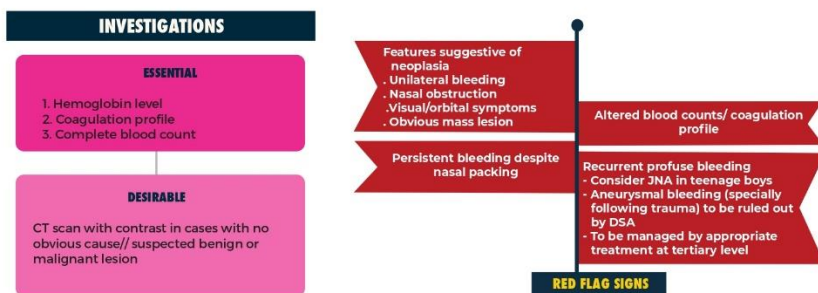 INVESTIGATIONS
ESSENTIAL
1. Hemoglobin level
2. Coagulation profile
3. Complete blood count
DESIRABLE
CT scan with contrast in cases with no
obvious cause// suspected benign or
malignant lesion
Features suggestive of
neoplasia
. Unilateral bleeding
. Nasal obstruction
.Visual/orbital symptoms
. Obvious mass lesion
Altered blood counts/ coagulation
profile
Persistent bleeding despite
nasal packing
Recurrent profuse bleeding
- Consider JNA in teenage boys
- Aneurysmal bleeding (specially
following trauma) to be ruled out
by DSA
- To be managed by appropriate
treatment at tertiary level
RED FLAG SIGNS